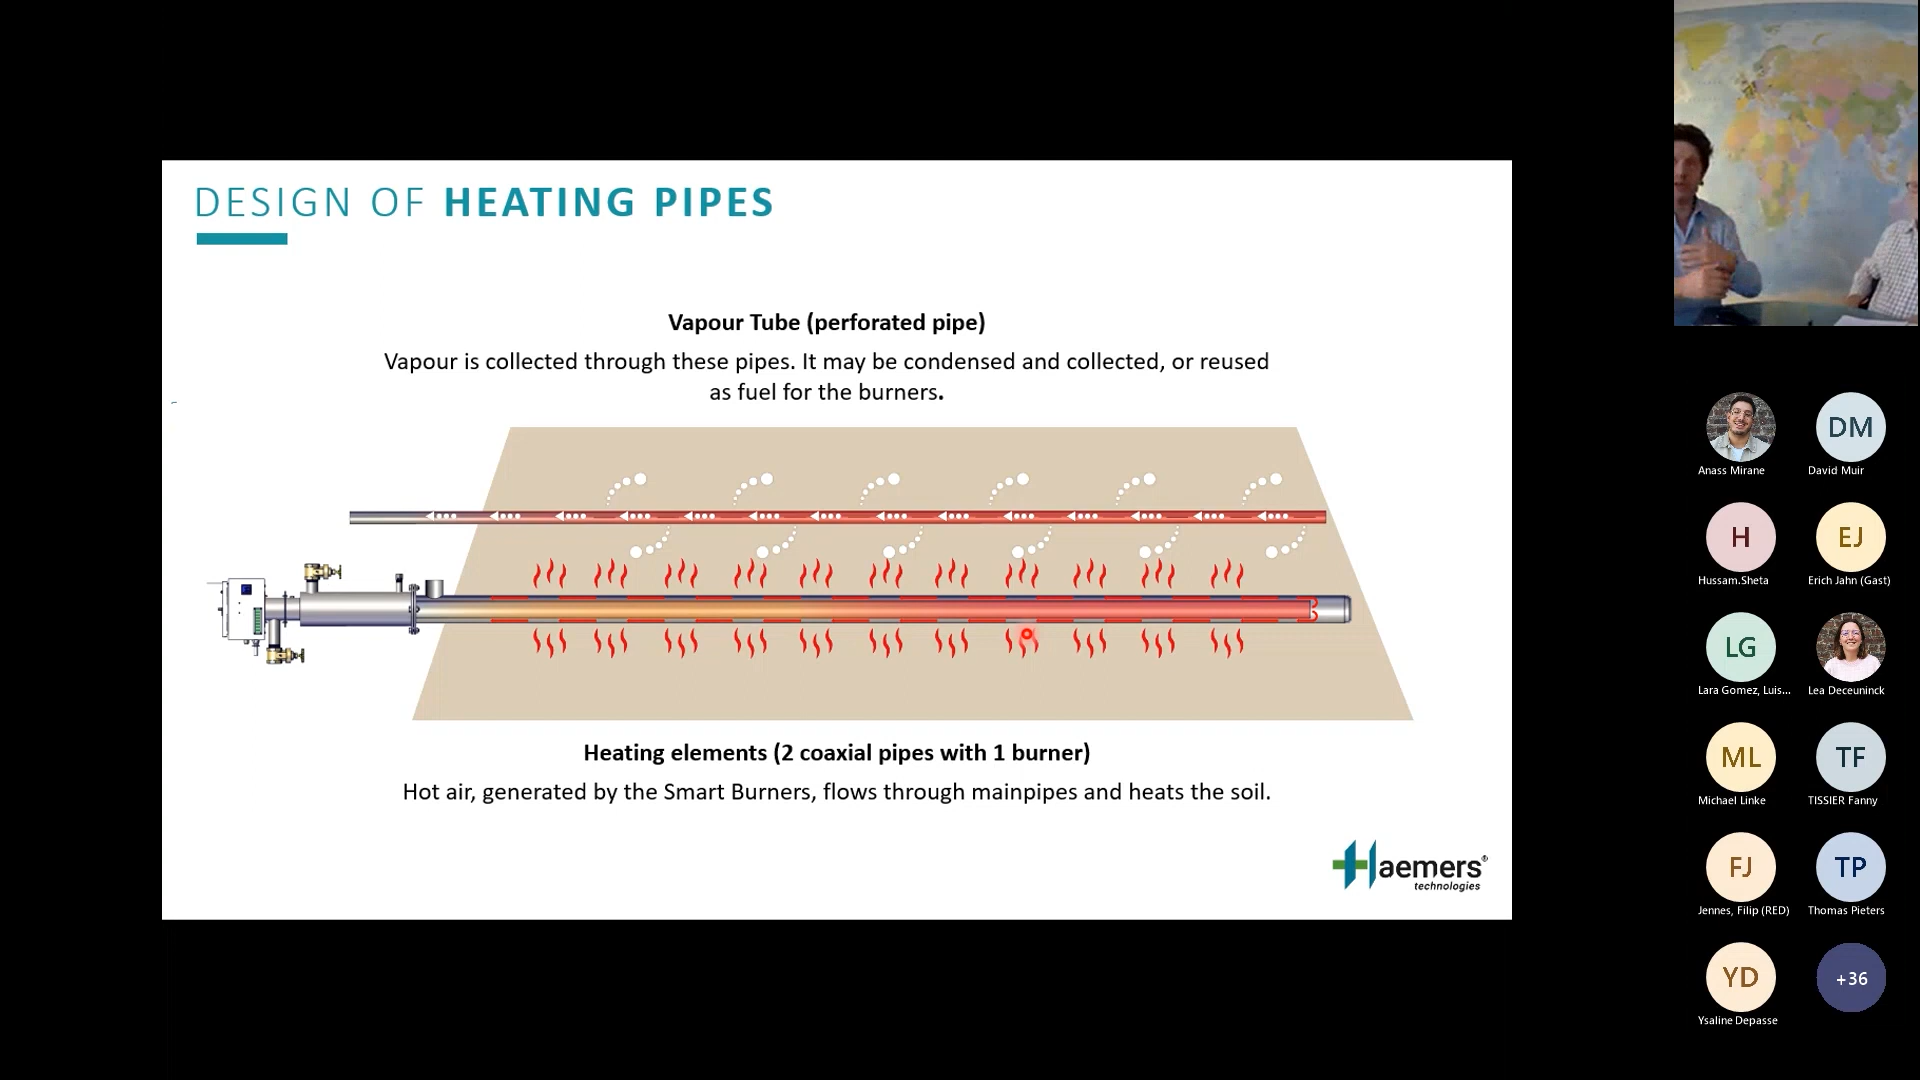 DESIGN OF HEATING PIPES
Vapour Tube (perforated pipe)
Vapour is collected through these pipes. It may be condensed and collected, or reused
as fuel for the burners.
Heating elements (2 coaxial pipes with 1 burner)
Hot air, generated by the Smart Burners, flows through mainpipes and heats the soil.
Haemers®
technologies
Anass Mirane
DM
David Muir
H
Hussam.Sheta
EJ
Erich Jahn (Gast)
LG
Lara Gomez, Luis...
Lea Deceuninck
ML
Michael Linke
TF
TISSIER Fanny
FJ
Jennes, Filip (RED)
TP
Thomas Pieters
YD
Ysaline Depasse
+36